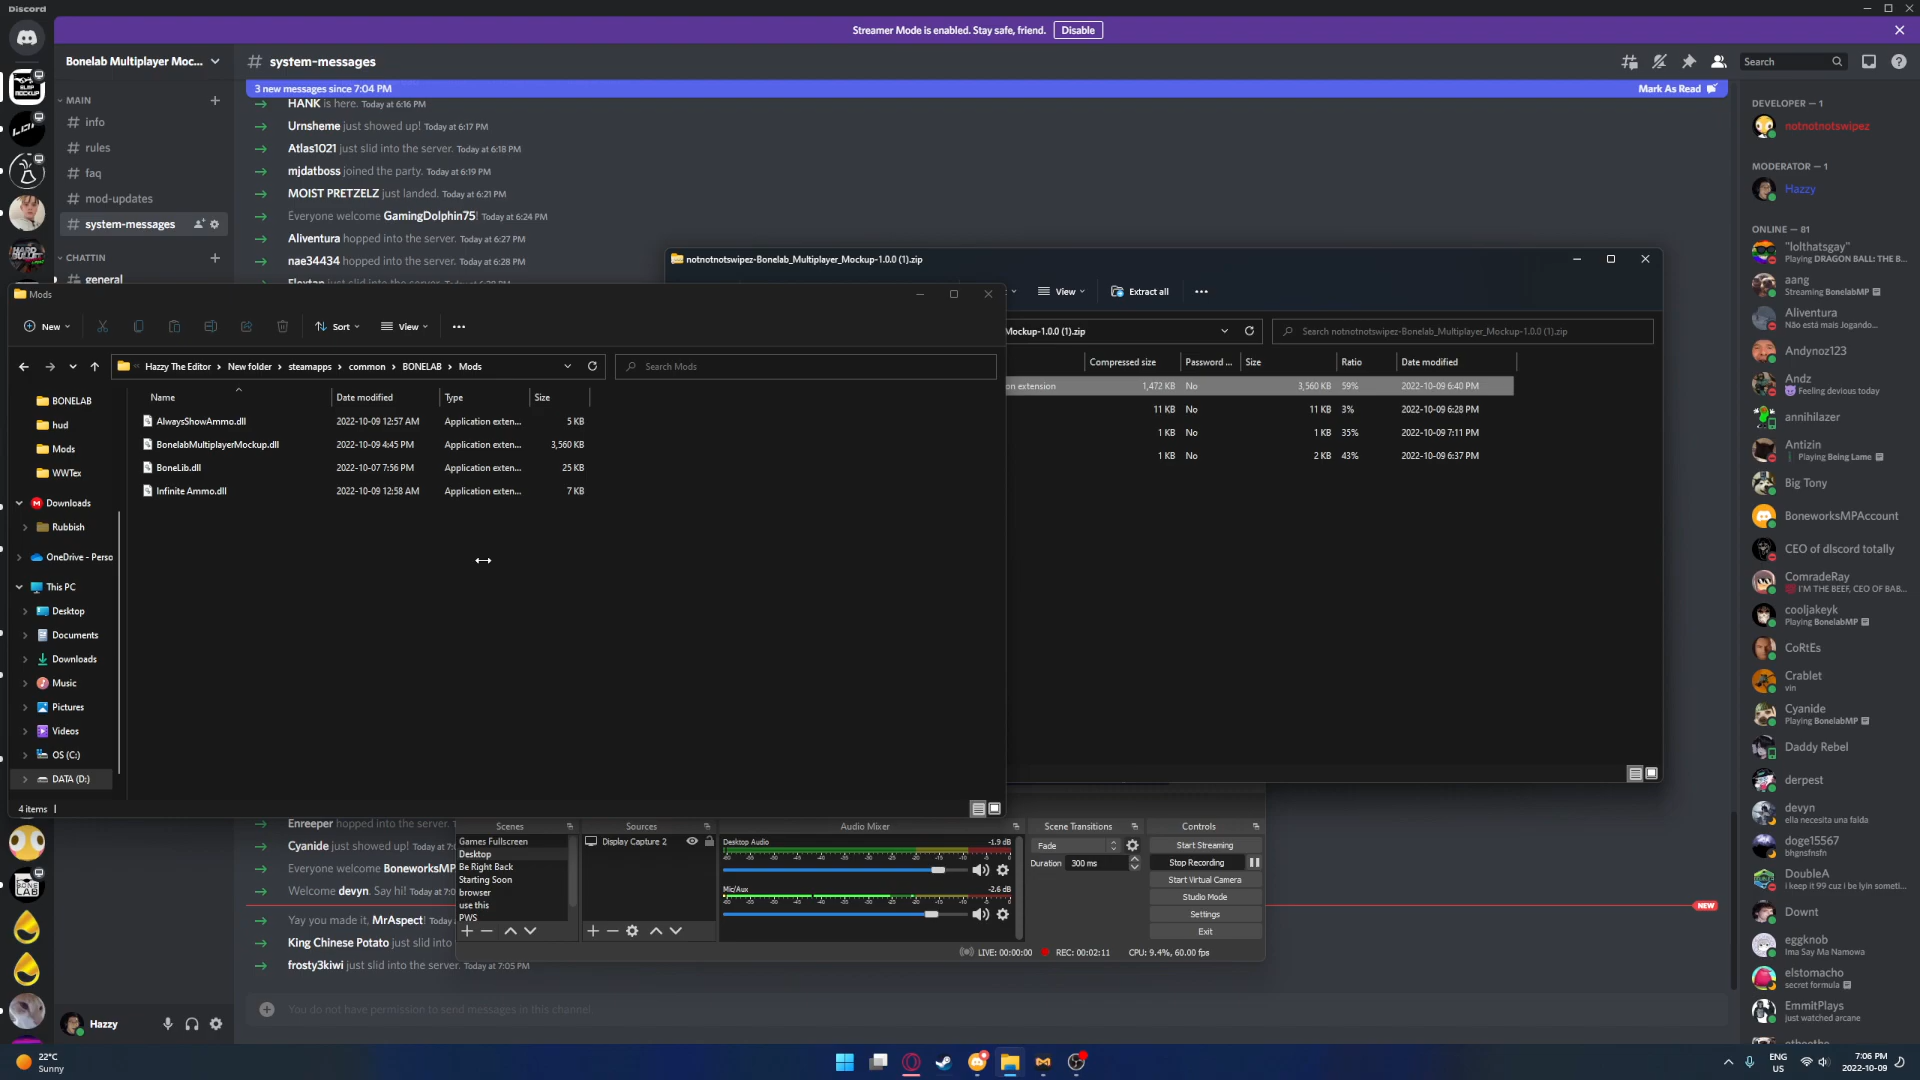 Discord
Streamer Mode is enabled. Stay safe, friend.
Disable
Bonelab Multiplayer Moc...
# system-messages
Search
3 new messages since 7:04 PM
Mark As Read
MAIN
info
rules
faq
mod-updates
system-messages
CHATTIN
general
HANK is here. Today at 6:16 PM
Urnsheme just showed up! Today at 6:17 PM
Atlas1021 just slid into the server. Today at 6:18 PM
mjdatboss joined the party. Today at 6:19 PM
MOIST PRETZELZ just landed. Today at 6:21 PM
Everyone welcome GamingDolphin75! Today at 6:24 PM
Aliventura hopped into the server. Today at 6:27 PM
nae34434 hopped into the server. Today at 6:28 PM
notnotnotswipez-Bonelab_Multiplayer_Mockup-1.0.0 (1).zip
View
Extract all
Mockup-1.0.0 (1).zip
Search notnotnotswipez-Bonelab_Multiplayer_Mockup-1.0.0 (1).zip
Compressed size
Password ...
Size
Ratio
Date modified
on extension 1,472 KB No 3,560 KB 59% 2022-10-09 6:40 PM
11 KB No 11 KB 3% 2022-10-09 6:28 PM
1 KB No 1 KB 35% 2022-10-09 7:11 PM
1 KB No 2 KB 43% 2022-10-09 6:37 PM
Mods
New
Sort
View
Hazzy The Editor > New folder > steamapps > common > BONELAB > Mods
Search Mods
Name
Date modified
Type
Size
AlwaysShowAmmo.dll 2022-10-09 12:57 AM Application exten... 5 KB
BonelabMultiplayerMockup.dll 2022-10-09 4:45 PM Application exten... 3,560 KB
BoneLib.dll 2022-10-07 7:56 PM Application exten... 25 KB
Infinite Ammo.dll 2022-10-09 12:58 AM Application exten... 7 KB
BONELAB
hud
Mods
WWTex
Downloads
Rubbish
OneDrive - Perso
This PC
Desktop
Documents
Downloads
Music
Pictures
Videos
OS (C:)
DATA (D:)
4 items
Enreeper hopped into the server.
Cyanide just showed up! Today at
Everyone welcome BoneworksMP
Welcome devyn. Say hi! Today at 7:0
NEW
Yay you made it, MrAspect! Today
King Chinese Potato just slid into
frosty3kiwi just slid into the server. Today at 7:05 PM
You do not have permission to send messages in this channel
Hazzy
Scenes
Games Fullscreen
Desktop
Be Right Back
Starting Soon
browser
use this
PWS
Sources
Display Capture 2
Audio Mixer
Desktop Audio -1.9 dB
Mic/Aux -2.6 dB
Scene Transitions
Fade
Duration 300 ms
Controls
Start Streaming
Stop Recording
Start Virtual Camera
Studio Mode
Settings
Exit
LIVE: 00:00:00
REC: 00:02:11
CPU: 9.4%, 60.00 fps
DEVELOPER — 1
notnotnotswipez
MODERATOR — 1
Hazzy
ONLINE — 81
"lolthatsgay"
Playing DRAGON BALL: THE B...
aang
Streaming BonelabMP
Aliventura
Não está mais Jogando...
Andynoz123
Andz
Feeling devious today
annihilazer
Antizin
Playing Being Lame
Big Tony
BoneworksMPAccount
CEO of dIscord totally
ComradeRay
I'M THE BEEF, CEO OF BAB...
cooljakeyk
Playing BonelabMP
CoRtEs
Crablet
vin
Cyanide
Playing BonelabMP
Daddy Rebel
derpest
devyn
ella necesita una falda
doge15567
bhgnsfnsfn
DoubleA
i keep it 99 cuz i be lyin someti...
Downt
eggknob
Ima Say Ma Namowa
elstomacho
secret formula
EmmitPlays
just watched arcane
22°C
Sunny
ENG
US
7:06 PM
2022-10-09